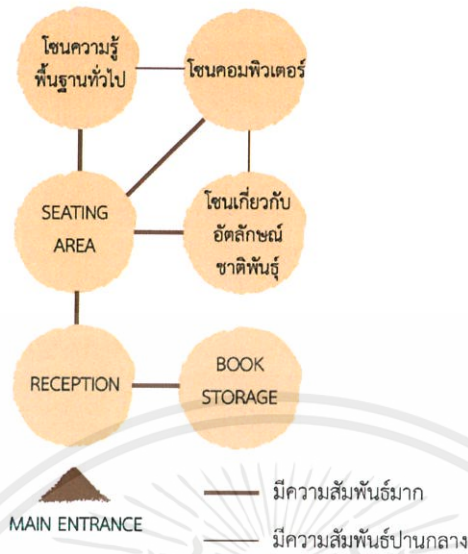 โซนความรู้
พื้นฐานทั่วไป
โซนคอมพิวเตอร์
SEATING
AREA
โซนเกี่ยวกับ
อัตลักษณ์
ชาติพันธุ์
RECEPTION
BOOK
STORAGE
MAIN ENTRANCE
มีความสัมพันธ์มาก
มีความสัมพันธ์ปานกลาง